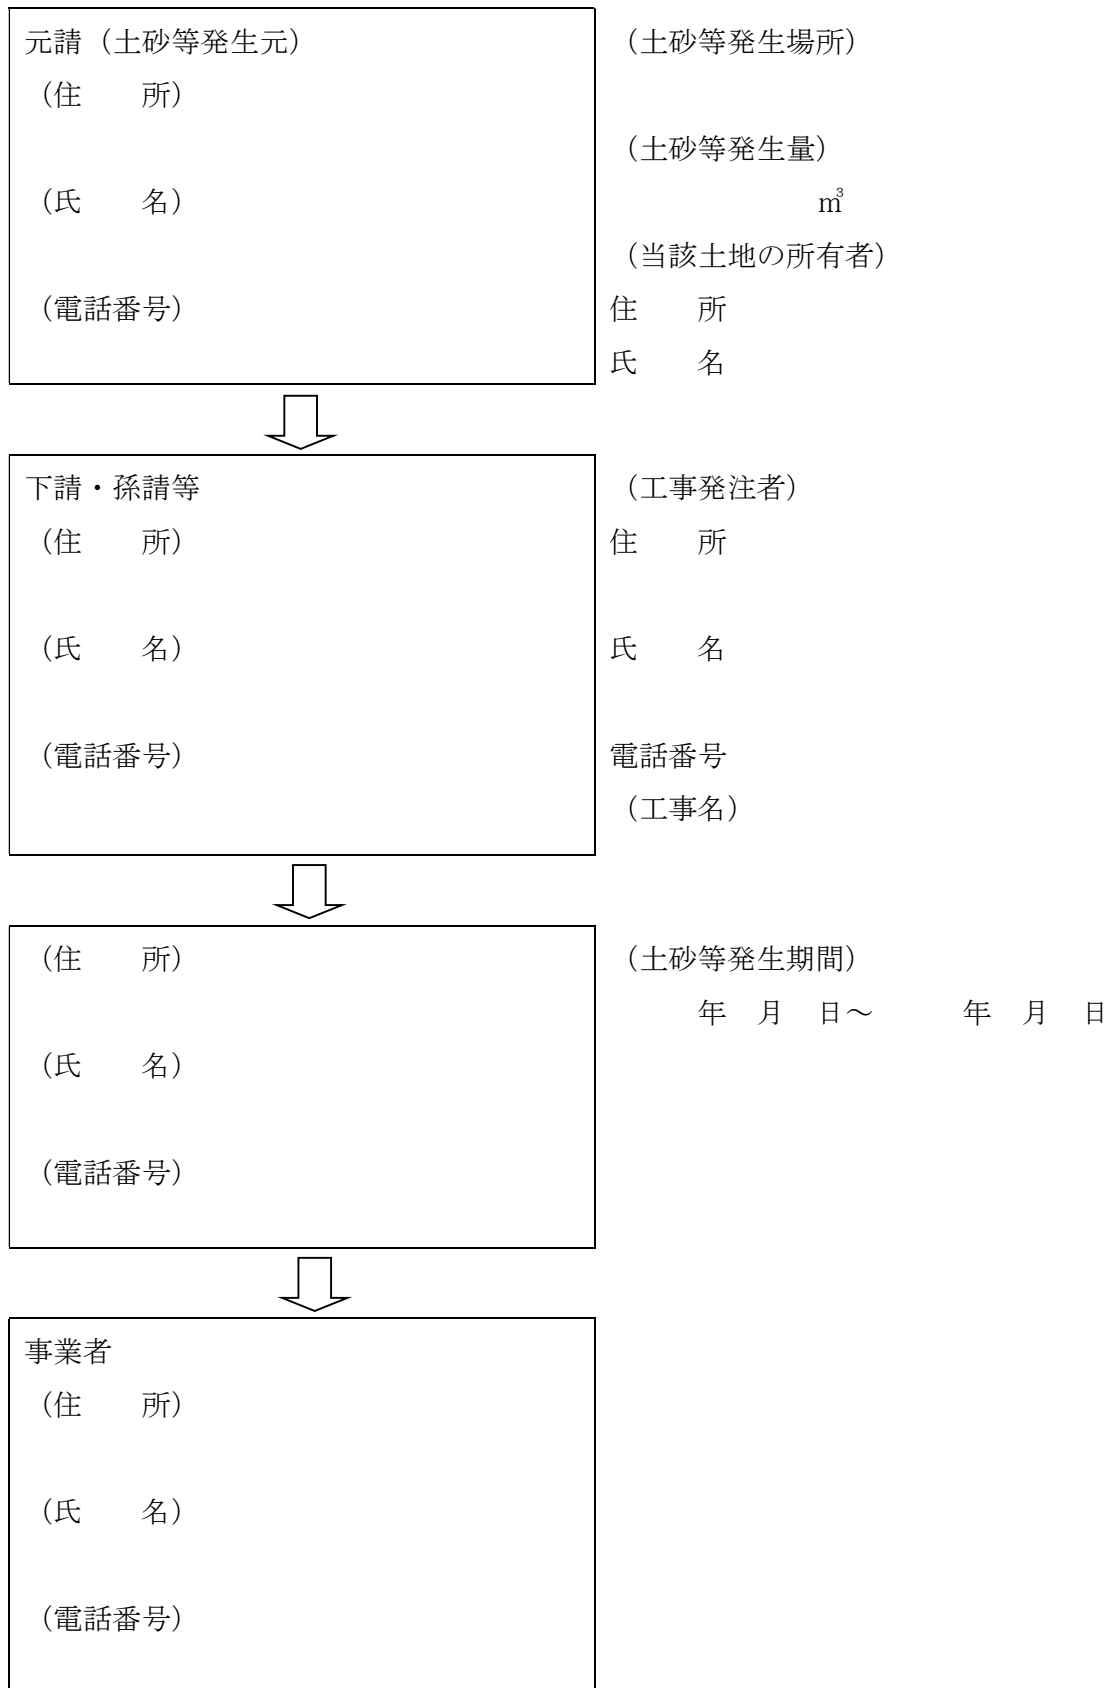 元請（土砂等発生元）
（住　　所）
（氏　　名）
（電話番号）
（土砂等発生場所）
（土砂等発生量）
㎥
（当該土地の所有者）
住　　所
氏　　名
下請・孫請等
（住　　所）
（氏　　名）
（電話番号）
（工事発注者）
住　　所
氏　　名
電話番号
（工事名）
（住　　所）
（氏　　名）
（電話番号）
（土砂等発生期間）
年　月　日～　　　年　月　日
事業者
（住　　所）
（氏　　名）
（電話番号）